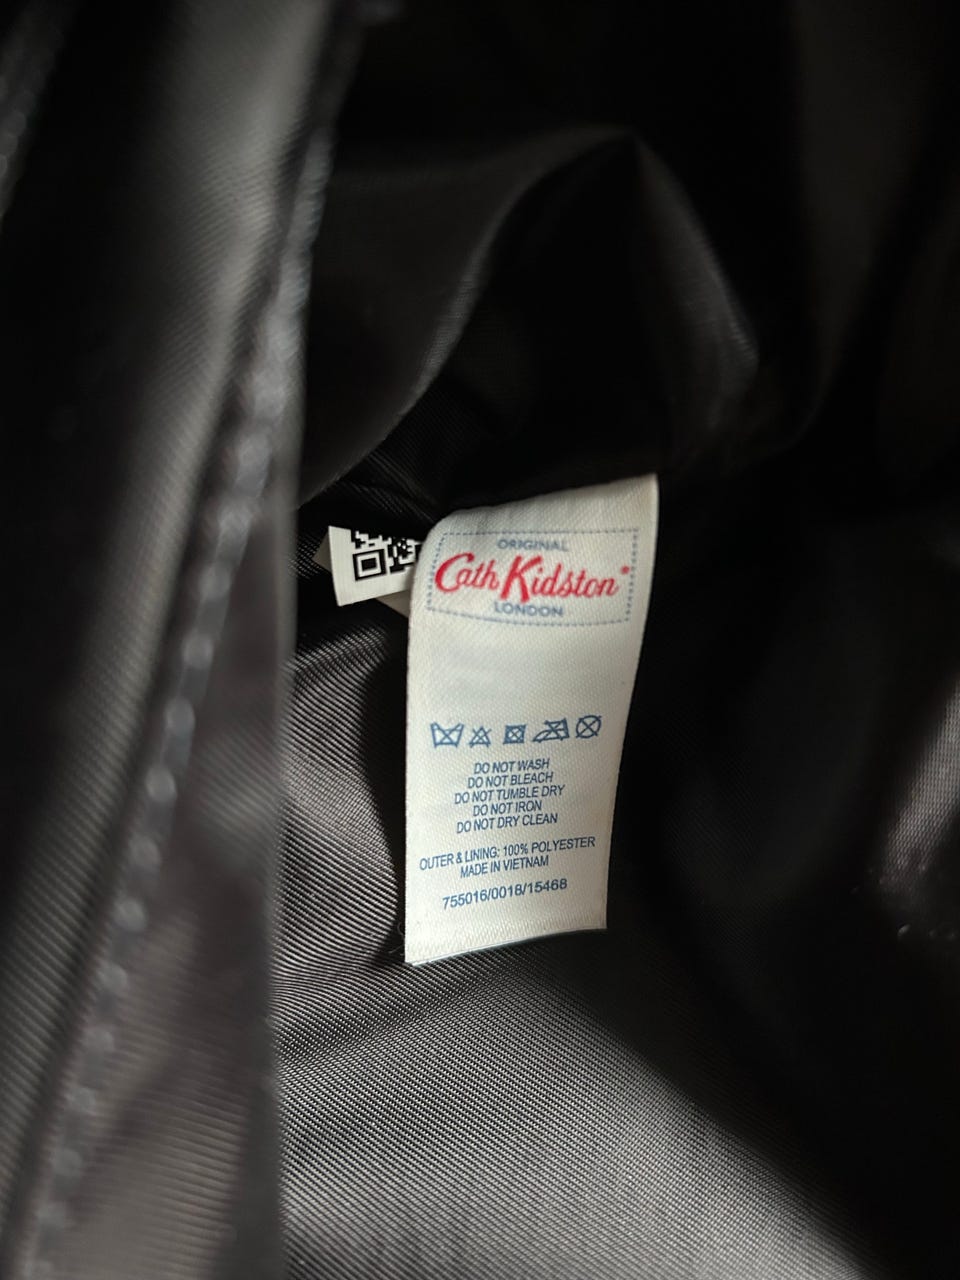 ORIGINAL
Cath Kidston®
LONDON
DO NOT WASH
DO NOT BLEACH
DO NOT TUMBLE DRY
DO NOT IRON
DO NOT DRY CLEAN
OUTER & LINING: 100% POLYESTER
MADE IN VIETNAM
755016/0018/15468